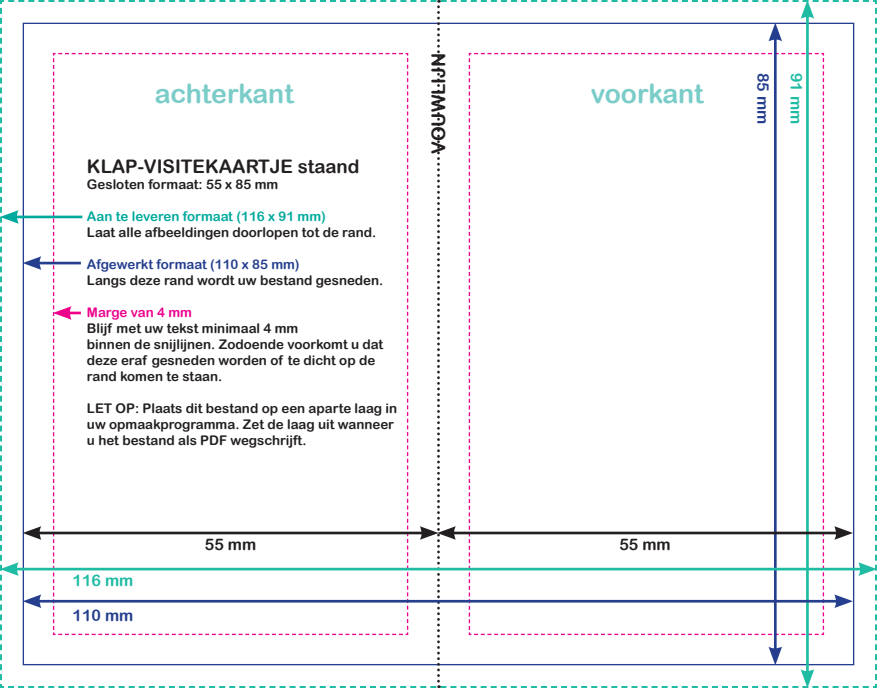 achterkant
KLAP-VISITEKAARTJE staand
Gesloten formaat: 55 x 85 mm
Aan te leveren formaat (116 x 91 mm)
Laat alle afbeeldingen doorlopen tot de rand.
Afgewerkt formaat (110 x 85 mm)
Langs deze rand wordt uw bestand gesneden.
Marge van 4 mm
Blijf met uw tekst minimaal 4 mm
binnen de snijlijnen. Zodoende voorkomt u dat
deze eraf gesneden worden of te dicht op de
rand komen te staan.
LET OP: Plaats dit bestand op een aparte laag in
uw opmaakprogramma. Zet de laag uit wanneer
u het bestand als PDF wegschrijft.
VOUWLIJN
voorkant
85 mm
91 mm
55 mm
55 mm
116 mm
110 mm